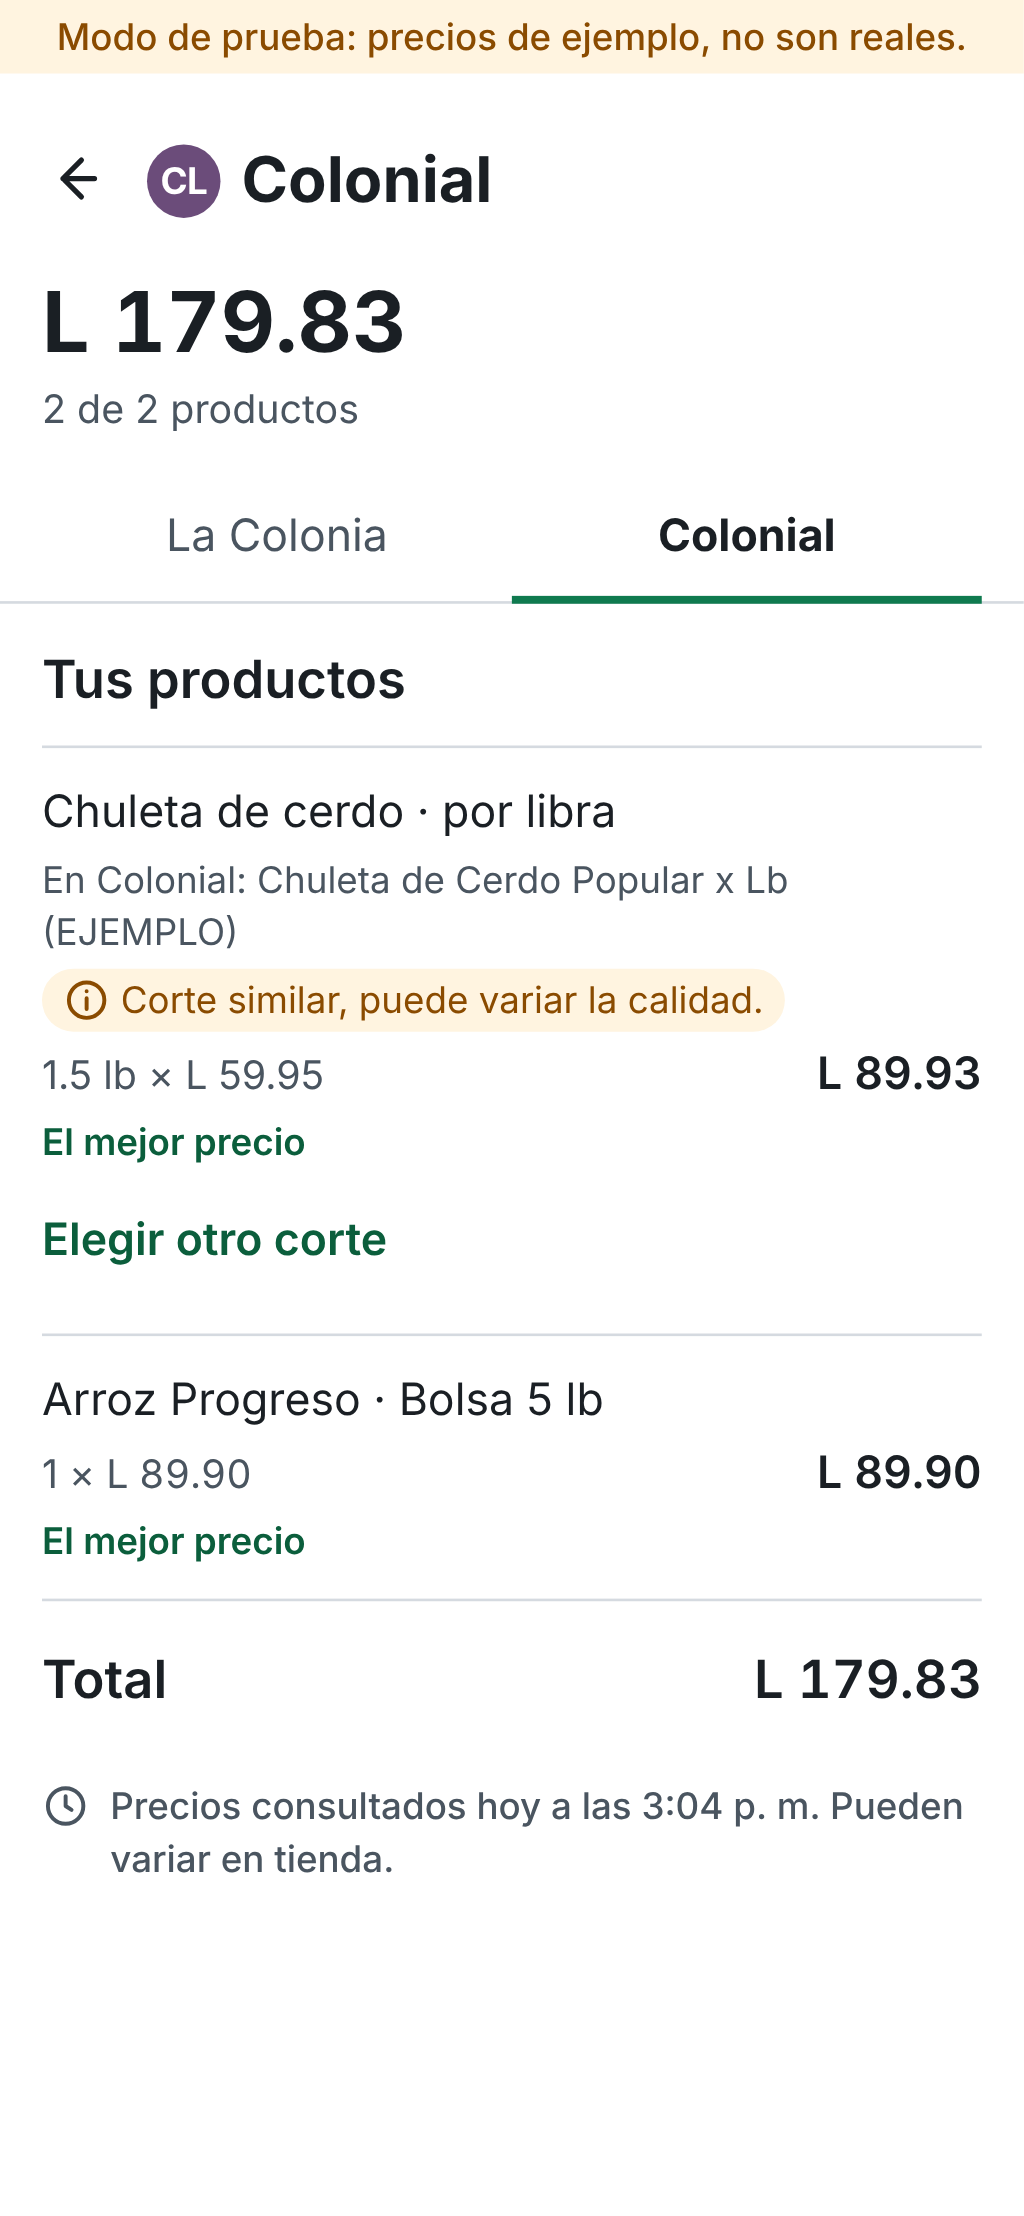 Modo de prueba: precios de ejemplo, no son reales.
CL Colonial
L 179.83
2 de 2 productos
La Colonia Colonial
Tus productos
Chuleta de cerdo · por libra
En Colonial: Chuleta de Cerdo Popular x Lb
(EJEMPLO)
Corte similar, puede variar la calidad.
1.5 lb × L 59.95 L 89.93
El mejor precio
Elegir otro corte
Arroz Progreso · Bolsa 5 lb
1 × L 89.90 L 89.90
El mejor precio
Total L 179.83
Precios consultados hoy a las 3:04 p. m. Pueden
variar en tienda.